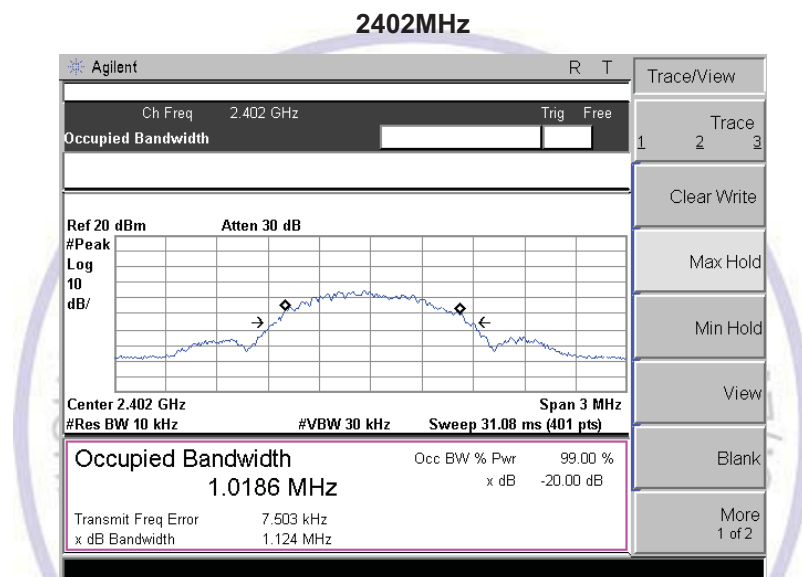 2402MHz
Agilent R T
Trace/View
Ch Freq 2.402 GHz Trig Free
Occupied Bandwidth
Trace
1 2 3
Clear Write
Max Hold
Min Hold
View
Blank
More
1 of 2
Ref 20 dBm Atten 30 dB
#Peak
Log
10
dB/
Center 2.402 GHz Span 3 MHz
#Res BW 10 kHz #VBW 30 kHz Sweep 31.08 ms (401 pts)
Occupied Bandwidth Occ BW % Pwr 99.00 %
1.0186 MHz x dB -20.00 dB
Transmit Freq Error 7.503 kHz
x dB Bandwidth 1.124 MHz